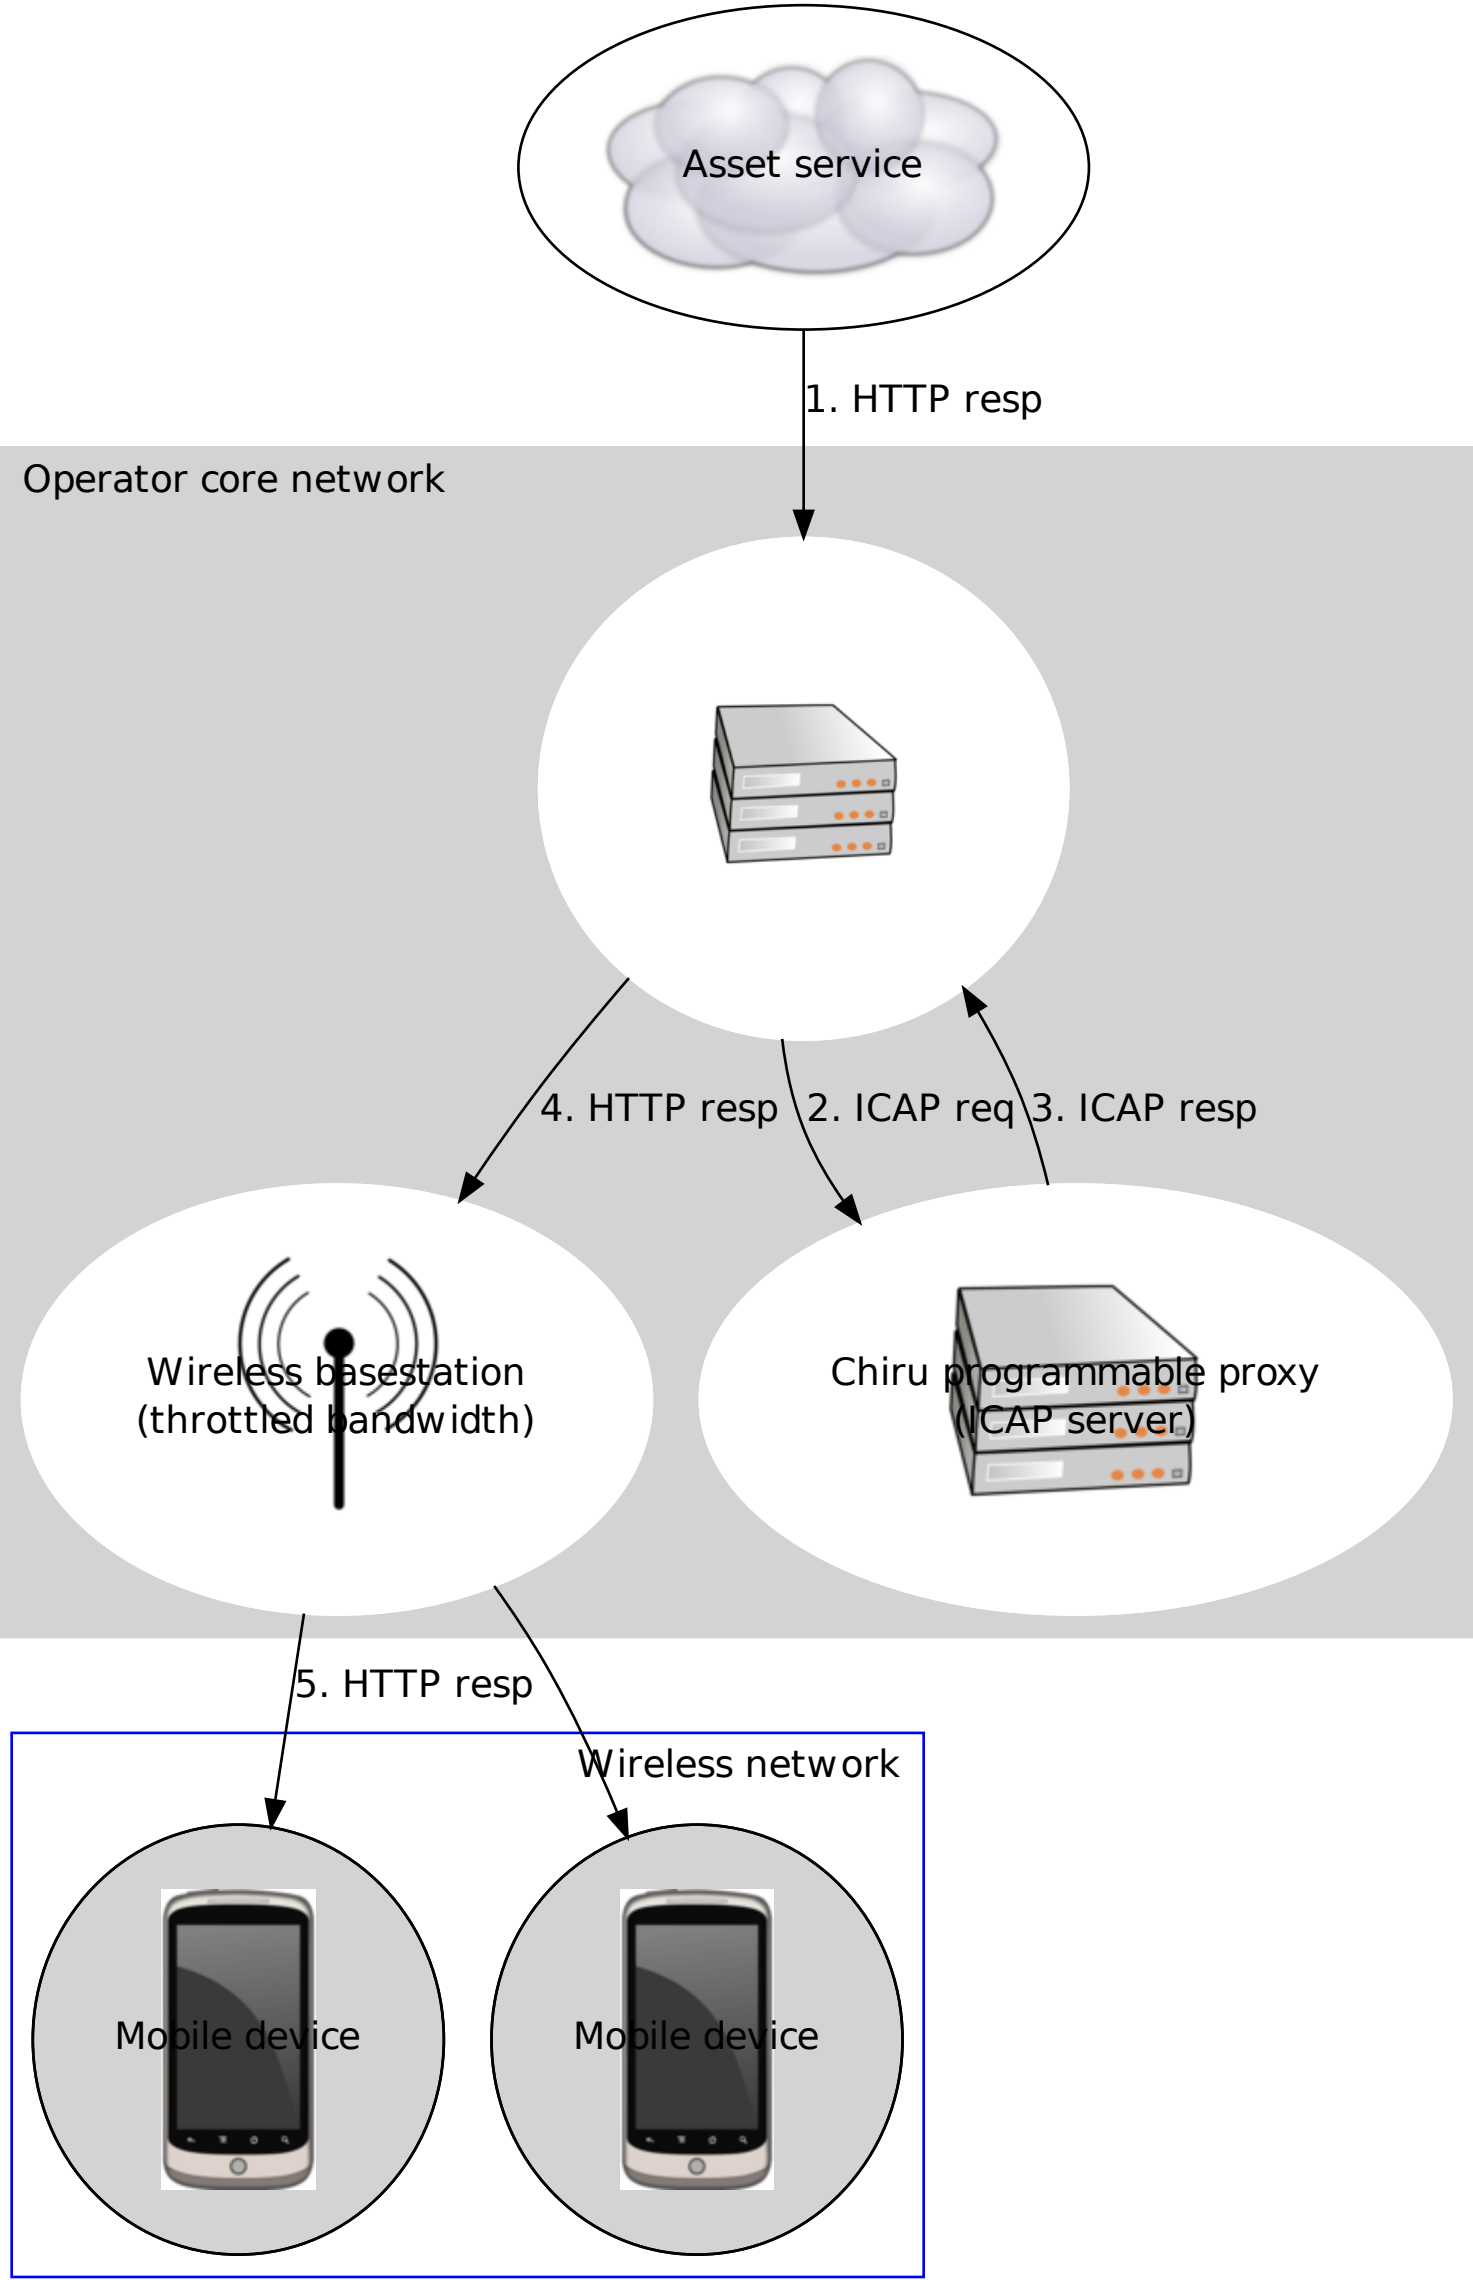 Asset service
1. HTTP resp
Operator core network
4. HTTP resp
2. ICAP req
3. ICAP resp
Wireless basestation
(throttled bandwidth)
Chiru programmable proxy
(ICAP server)
5. HTTP resp
Wireless network
Mobile device
Mobile device